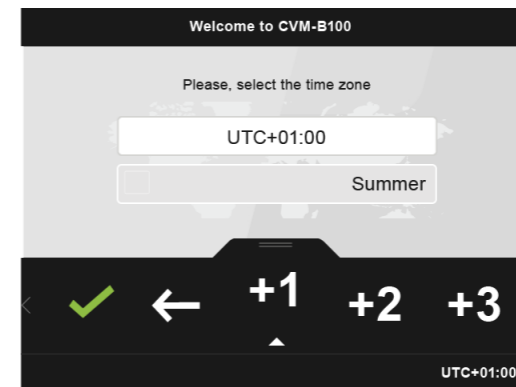 Welcome to CVM-B100
Please, select the time zone
UTC+01:00
Summer
+1 +2 +3
UTC+01:00